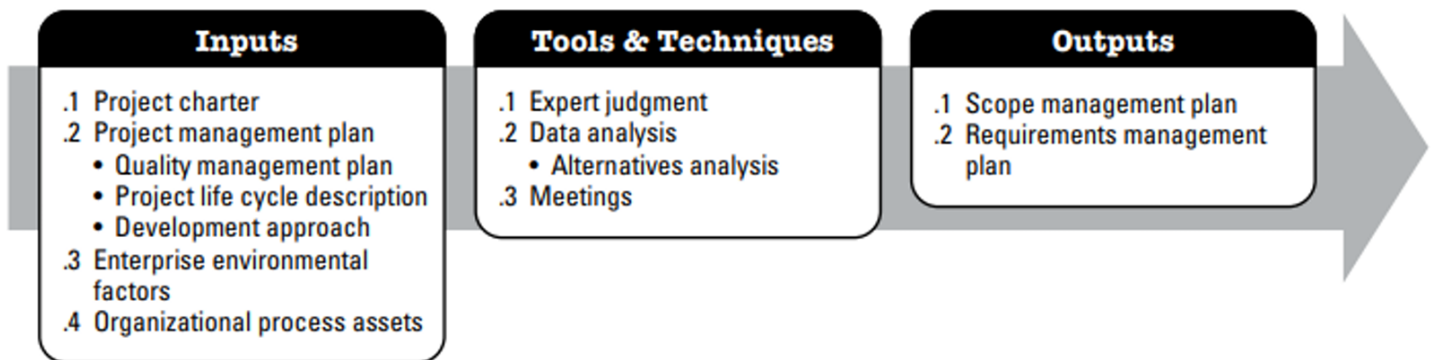 Inputs
.1 Project charter
.2 Project management plan
• Quality management plan
• Project life cycle description
• Development approach
.3 Enterprise environmental
factors
.4 Organizational process assets
Tools & Techniques
.1 Expert judgment
.2 Data analysis
• Alternatives analysis
.3 Meetings
Outputs
.1 Scope management plan
.2 Requirements management
plan